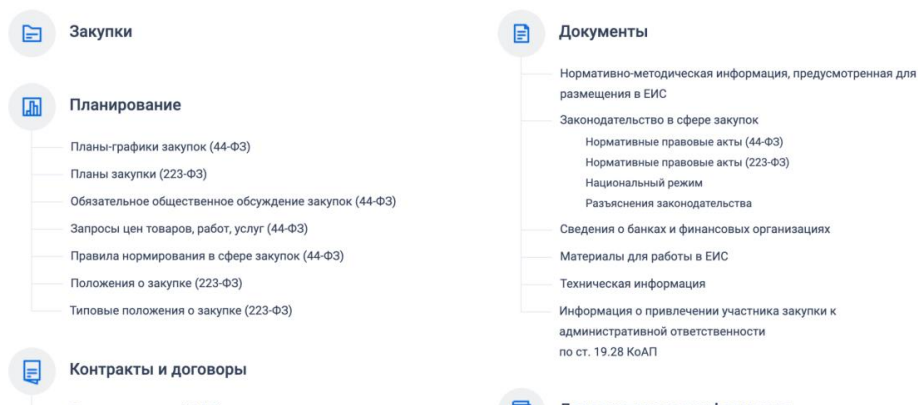 Закупки
Планирование
Планы-графики закупок (44-ФЗ)
Планы закупки (223-ФЗ)
Обязательное общественное обсуждение закупок (44-ФЗ)
Запросы цен товаров, работ, услуг (44-ФЗ)
Правила нормирования в сфере закупок (44-ФЗ)
Положения о закупке (223-ФЗ)
Типовые положения о закупке (223-ФЗ)
Контракты и договоры
Документы
Нормативно-методическая информация, предусмотренная для
размещения в ЕИС
Законодательство в сфере закупок
Нормативные правовые акты (44-ФЗ)
Нормативные правовые акты (223-ФЗ)
Национальный режим
Разъяснения законодательства
Сведения о банках и финансовых организациях
Материалы для работы в ЕИС
Техническая информация
Информация о привлечении участника закупки к
административной ответственности
по ст. 19.28 КоАП